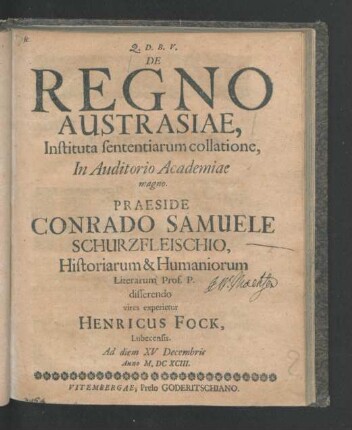 Q. D. B. V.
DE
REGNO
AUSTRASIAE,
Instituta sententiarum collatione,
In Auditorio Academiae
magno.
PRAESIDE
CONRADO SAMUELE
SCHURZFLEISCHIO,
Historiarum & Humaniorum
Literarum Prof. P.
disserendo
vires experietur
HENRICUS FOCK,
Lubecensis.
Ad diem XV Decembris
Anno M, DC XCIII.
VITEMBERGAE, Prelo GODERITSCHIANO.